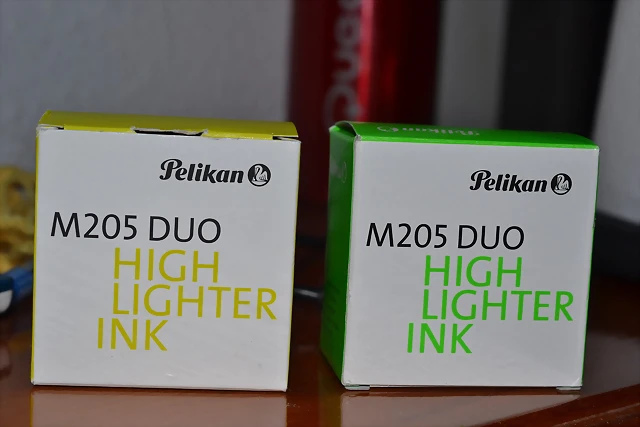 Pelikan
M205 DUO
HIGH
LIGHTER
INK
Pelikan
M205 DUO
HIGH
LIGHTER
INK